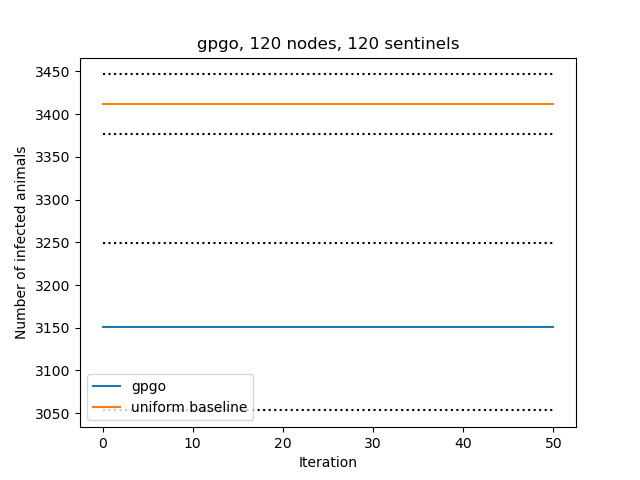 gpgo, 120 nodes, 120 sentinels
Number of infected animals
3450
3400
3350
3300
3250
3200
3150
3100
3050
gpgo
uniform baseline
0 10 20 30 40 50
Iteration